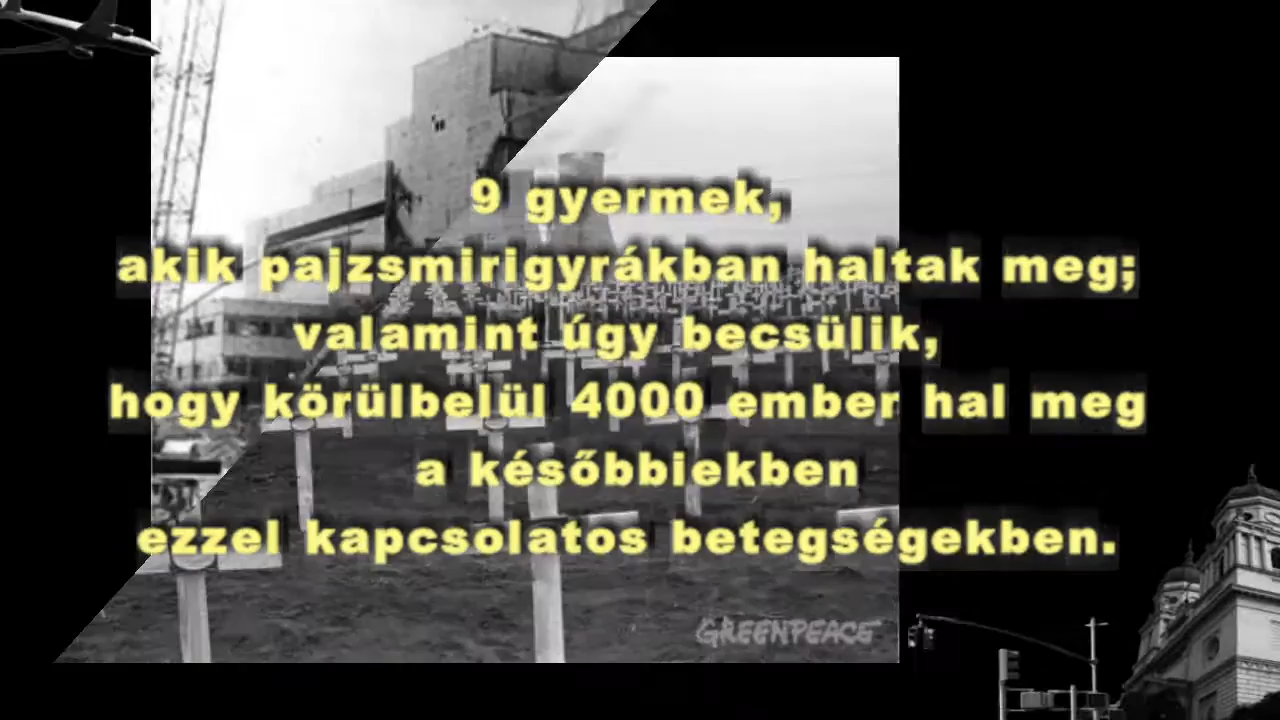 9 gyermek,
akik pajzsmirigyrákban haltak meg;
valamint úgy becsülik,
hogy körülbelül 4000 ember hal meg
a későbbiekben
ezzel kapcsolatos betegségekben.
GREENPEACE